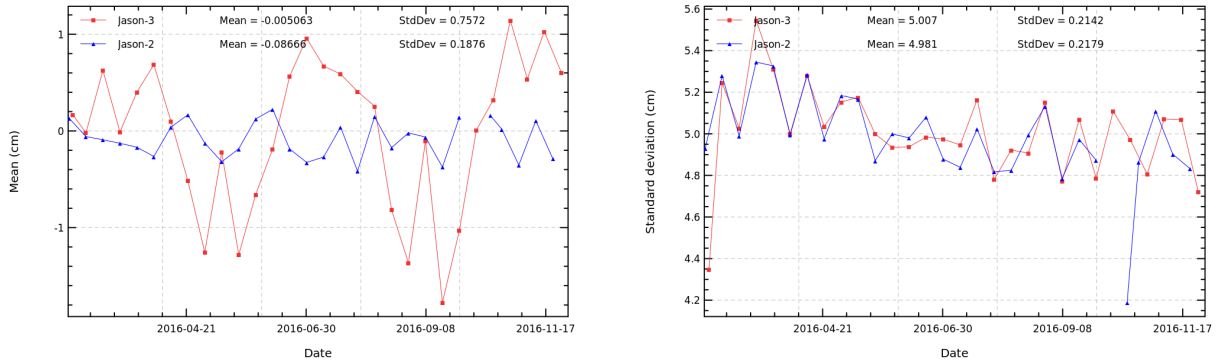 Jason-3 Mean = -0.005063 StdDev = 0.7572
Jason-2 Mean = -0.08666 StdDev = 0.1876
1
0
-1
Mean (cm)
2016-04-21 2016-06-30 2016-09-08 2016-11-17
Date
Jason-3 Mean = 5.007 StdDev = 0.2142
Jason-2 Mean = 4.981 StdDev = 0.2179
5.6
5.4
5.2
5.0
4.8
4.6
4.4
4.2
Standard deviation (cm)
2016-04-21 2016-06-30 2016-09-08 2016-11-17
Date